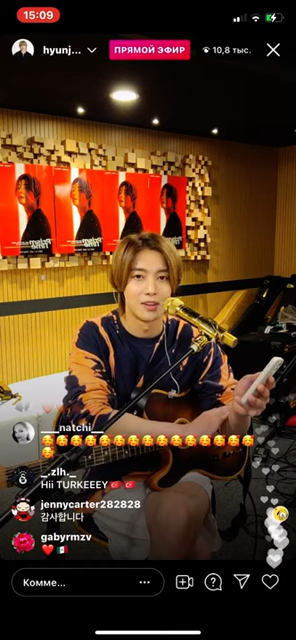 15:09
hyunj...
ПРЯМОЙ ЭФИР
10,8 тыс.
___natchi___
_.zlh._
Hii TURKEEEY🇹🇷🇹🇷
jennycarter282828
감사합니다
gabyrmzv
❤️🇲🇽
Комме...